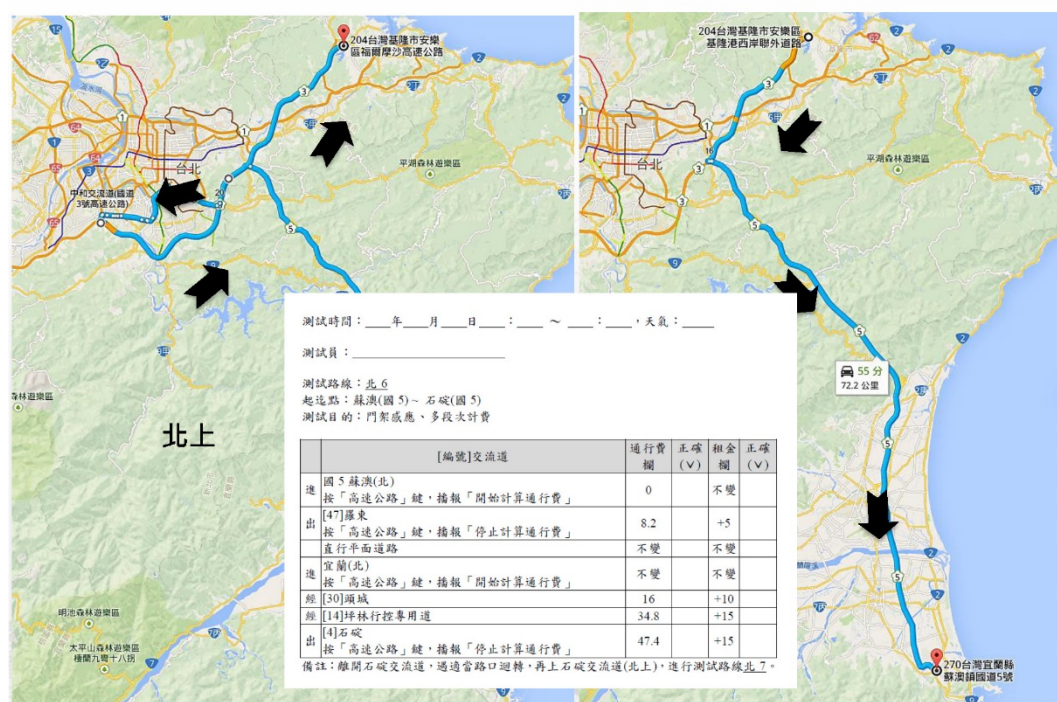 204台灣基隆市安樂
區福爾摩沙高速公路
台北
平湖森林遊樂區
中和交流道(國道
3號高速公路)
北上
明池森林遊樂區
太平山森林遊樂區
棲蘭九彎十八拐
204台灣基隆市安樂區
基隆港西岸聯外道路
台北
平湖森林遊樂區
55 分
72.2 公里
270台灣宜蘭縣
蘇澳鎮國道5號
測試時間：___年___月___日___：___ ～ ___：___，天氣：____
測試員：____________________
測試路線：北 6
起迄點：蘇澳(國 5)～ 石碇(國 5)
測試目的：門架感應、多段次計費
[編號]交流道 通行費欄 正確(∨) 租金欄 正確(∨)
進 國 5 蘇澳(北)
按「高速公路」鍵，播報「開始計算通行費」 0 不變
出 [47]羅東
按「高速公路」鍵，播報「停止計算通行費」 8.2 +5
直行平面道路 不變 不變
進 宜蘭(北)
按「高速公路」鍵，播報「開始計算通行費」 不變 不變
經 [30]頭城 16 +10
經 [14]坪林行控專用道 34.8 +15
出 [4]石碇
按「高速公路」鍵，播報「停止計算通行費」 47.4 +15
備註：離開石碇交流道，遇適當路口迴轉，再上石碇交流道(北上)，進行測試路線北 7。